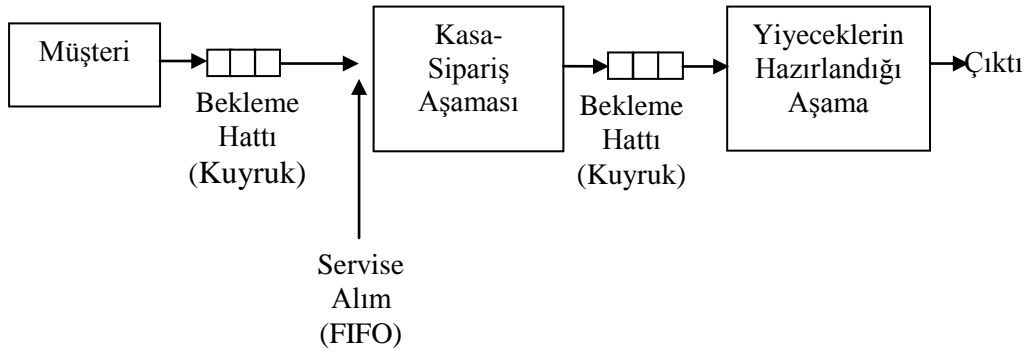 Müşteri
Bekleme
Hattı
(Kuyruk)
Servise
Alım
(FIFO)
Kasa-
Sipariş
Aşaması
Bekleme
Hattı
(Kuyruk)
Yiyeceklerin
Hazırlandığı
Aşama
Çıktı